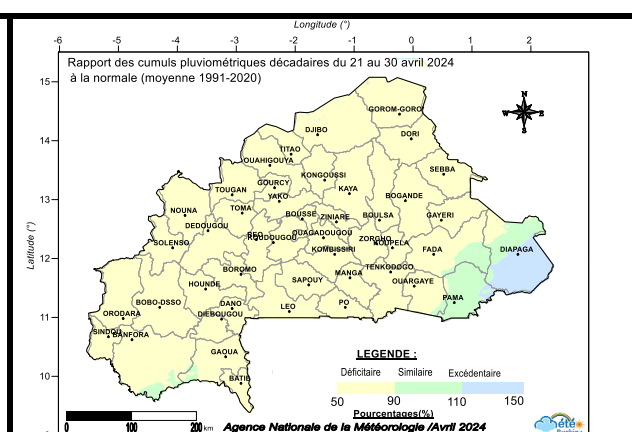 Longitude (°)
-6 -5 -4 -3 -2 -1 0 1 2
Rapport des cumuls pluviométriques décadaires du 21 au 30 avril 2024
à la normale (moyenne 1991-2020)
15
14
13
12
11
10
Latitude (°)
N
W E
S
GOROM-GORO
DJIBO
DORI
TITAO
OUAHIGOUYA
SEBBA
KONGOUSSI
GOURCY
TOUGAN
KAYA
YAKO
BOGANDE
NOUNA
TOMA
BOUSSE
ZINIARE
BOULSA
GAYERI
DEDOUGOU
REO
KOUDOUGOU
OUAGADOUGOU
ZORGHO
KOUPELA
SOLENSO
KOMBISSIRI
FADA
DIAPAGA
BOROMO
TENKODOGO
MANGA
SAPOUY
OUARGAYE
HOUNDE
PAMA
BOBO-DSSO
DANO
LEO
PO
ORODARA
DIEBOUGOU
SINDOU
BANFORA
GAOUA
BATIE
LEGENDE :
Déficitaire Similaire Excédentaire
50 90 110 150
Pourcentages(%)
0 100 200 km
Agence Nationale de la Météorologie /Avril 2024
météo